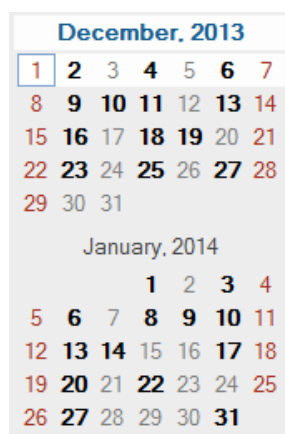 December, 2013
1 2 3 4 5 6 7
8 9 10 11 12 13 14
15 16 17 18 19 20 21
22 23 24 25 26 27 28
29 30 31
January, 2014
1 2 3 4
5 6 7 8 9 10 11
12 13 14 15 16 17 18
19 20 21 22 23 24 25
26 27 28 29 30 31